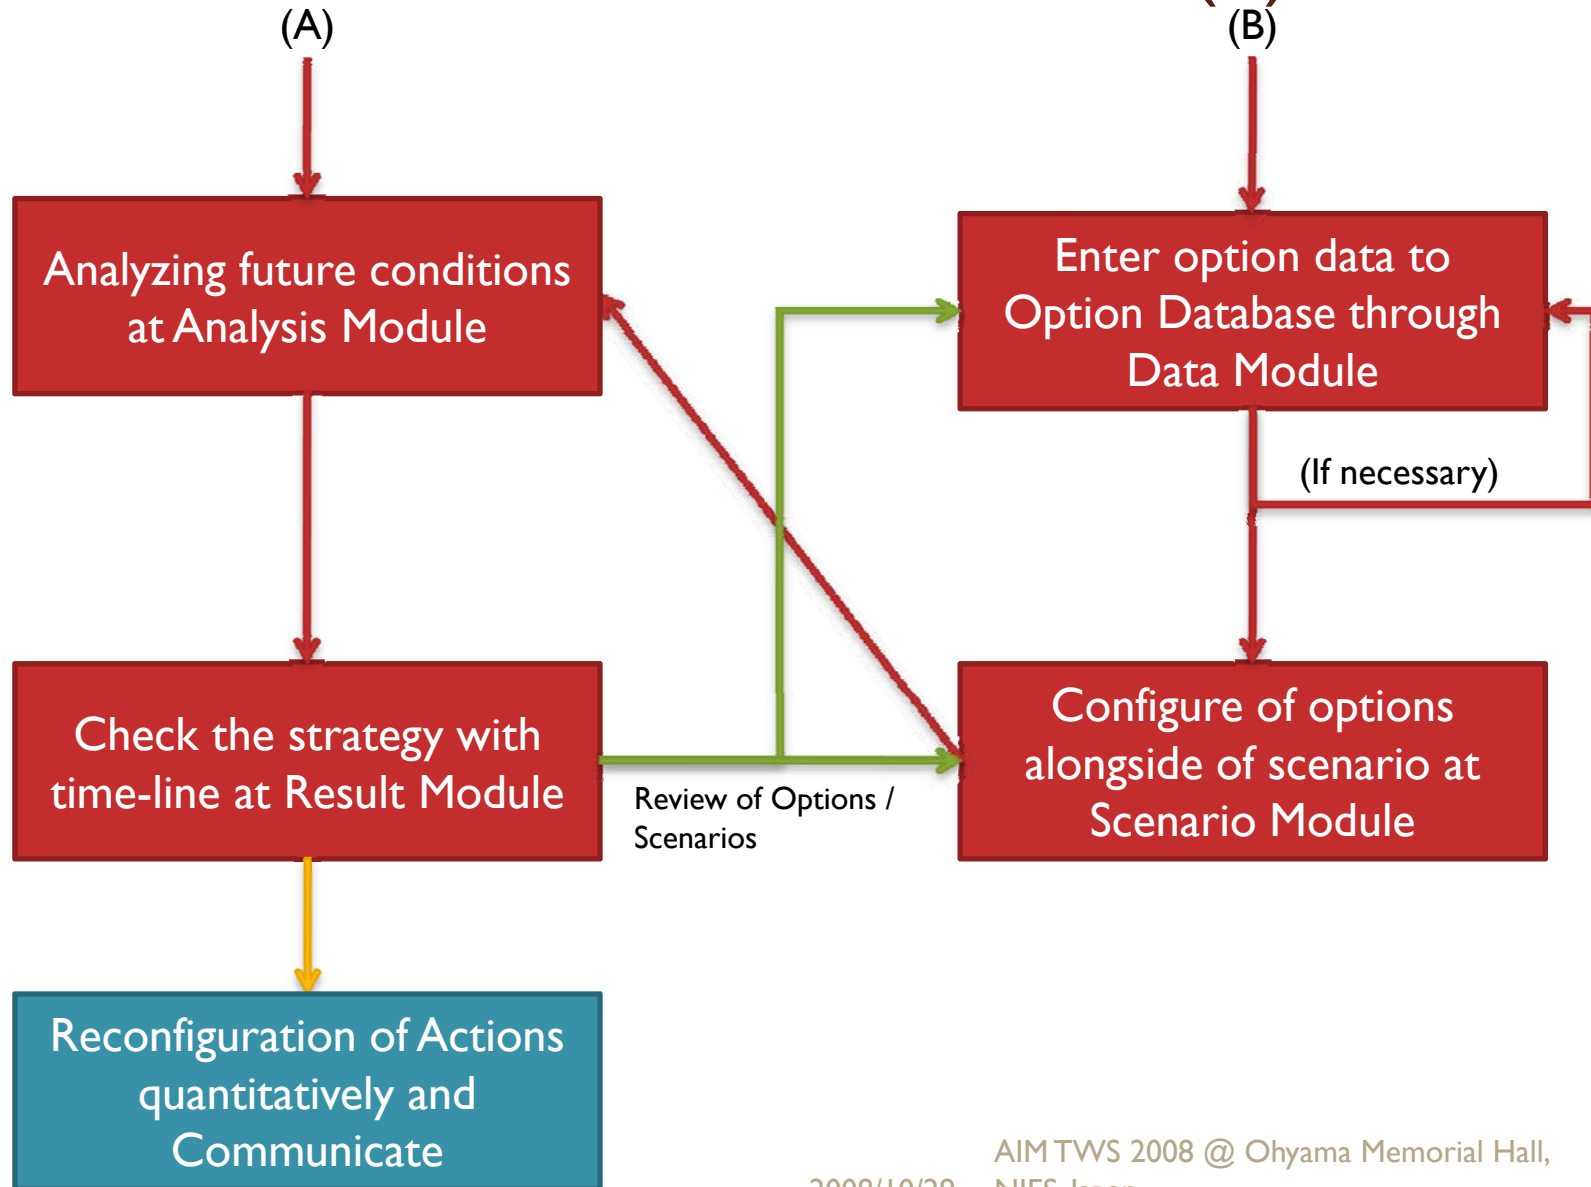 (A)
(B)
Analyzing future conditions
at Analysis Module
Enter option data to
Option Database through
Data Module
(If necessary)
Check the strategy with
time-line at Result Module
Review of Options /
Scenarios
Configure of options
alongside of scenario at
Scenario Module
Reconfiguration of Actions
quantitatively and
Communicate
AIM TWS 2008 @ Ohyama Memorial Hall,